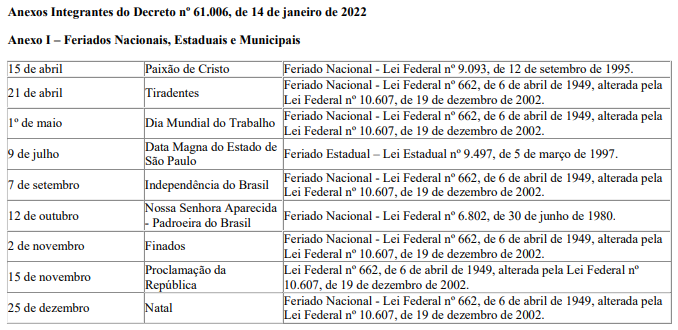 Anexos Integrantes do Decreto nº 61.006, de 14 de janeiro de 2022
Anexo I – Feriados Nacionais, Estaduais e Municipais
15 de abril Paixão de Cristo Feriado Nacional - Lei Federal nº 9.093, de 12 de setembro de 1995.
21 de abril Tiradentes Feriado Nacional - Lei Federal nº 662, de 6 de abril de 1949, alterada pela
Lei Federal nº 10.607, de 19 de dezembro de 2002.
1º de maio Dia Mundial do Trabalho Feriado Nacional - Lei Federal nº 662, de 6 de abril de 1949, alterada pela
Lei Federal nº 10.607, de 19 de dezembro de 2002.
9 de julho Data Magna do Estado de
São Paulo Feriado Estadual – Lei Estadual nº 9.497, de 5 de março de 1997.
7 de setembro Independência do Brasil Feriado Nacional - Lei Federal nº 662, de 6 de abril de 1949, alterada pela
Lei Federal nº 10.607, de 19 de dezembro de 2002.
12 de outubro Nossa Senhora Aparecida
- Padroeira do Brasil Feriado Nacional - Lei Federal nº 6.802, de 30 de junho de 1980.
2 de novembro Finados Feriado Nacional - Lei Federal nº 662, de 6 de abril de 1949, alterada pela
Lei Federal nº 10.607, de 19 de dezembro de 2002.
15 de novembro Proclamação da
República Lei Federal nº 662, de 6 de abril de 1949, alterada pela Lei Federal nº
10.607, de 19 de dezembro de 2002.
25 de dezembro Natal Feriado Nacional - Lei Federal nº 662, de 6 de abril de 1949, alterada pela
Lei Federal nº 10.607, de 19 de dezembro de 2002.